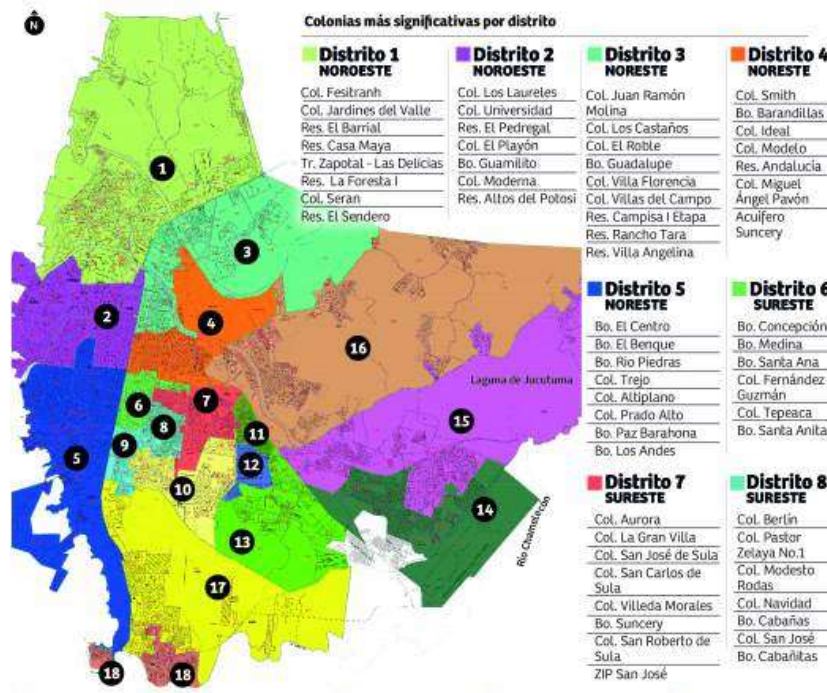 N
Colonias más significativas por distrito
Distrito 1
NOROESTE
Col. Fesitranh
Col. Jardines del Valle
Res. El Barrial
Res. Casa Maya
Tr. Zapotal - Las Delicias
Res. La Foresta I
Col. Seran
Res. El Sendero
Distrito 2
NOROESTE
Col. Los Laureles
Col. Universidad
Res. El Pedregal
Col. El Playón
Bo. Guamilito
Col. Moderna
Res. Altos del Potosí
Distrito 3
NORESTE
Col. Juan Ramón
Molina
Col. Los Castaños
Col. El Roble
Bo. Guadalupe
Col. Villa Florencia
Col. Villas del Campo
Res. Campisa I Etapa
Res. Rancho Tara
Res. Villa Angelina
Distrito 4
NORESTE
Col. Smith
Bo. Barandillas
Col. Ideal
Col. Modelo
Res. Andalucía
Col. Miguel
Ángel Pavón
Acuífero
Suncery
Distrito 5
NORESTE
Bo. El Centro
Bo. El Benque
Bo. Rio Piedras
Col. Trejo
Col. Altiplano
Col. Prado Alto
Bo. Paz Barahona
Bo. Los Andes
Distrito 6
SURESTE
Bo. Concepción
Bo. Medina
Bo. Santa Ana
Col. Fernández
Guzmán
Col. Tepeaca
Bo. Santa Anita
Distrito 7
SURESTE
Col. Aurora
Col. La Gran Villa
Col. San José de Sula
Col. San Carlos de
Sula
Col. Villeda Morales
Bo. Suncery
Col. San Roberto de
Sula
ZIP San José
Distrito 8
SURESTE
Col. Berlín
Col. Pastor
Zelaya No.1
Col. Modesto
Rodas
Col. Navidad
Bo. Cabañas
Col. San José
Bo. Cabañitas
1
3
2
4
16
Laguna de Jucutuma
7
6
8
15
11
9
5
12
10
14
Río Chamelecón
13
17
18
18